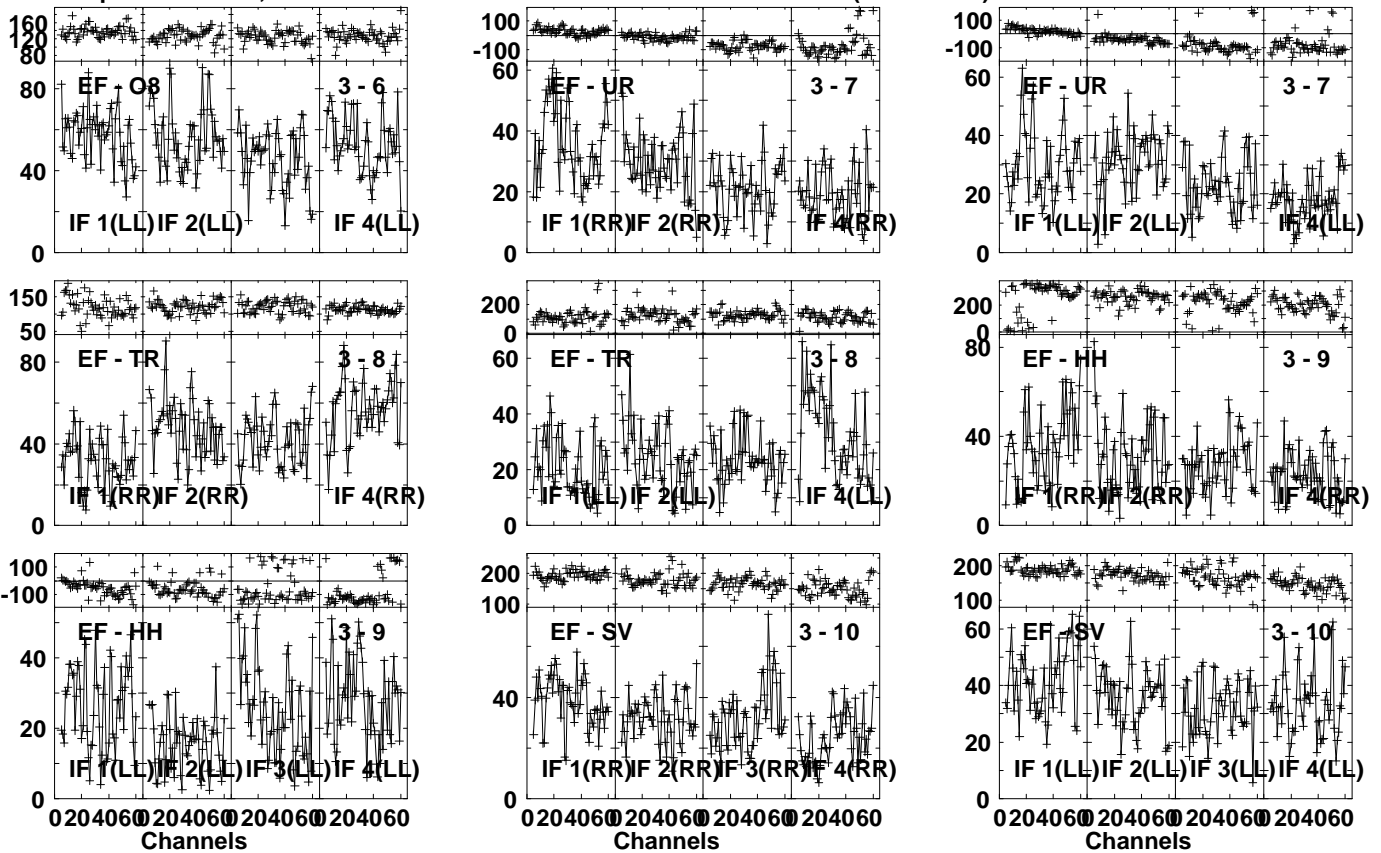 160
120
80
EF - O8
3 - 6
80
40
0
IF 1(LL)
IF 2(LL)
IF 4(LL)
100
-100
60
EF - UR
3 - 7
40
20
0
IF 1(RR)
IF 2(RR)
IF 4(RR)
100
-100
60
EF - UR
3 - 7
40
20
0
IF 1(LL)
IF 2(LL)
IF 4(LL)
150
50
80
EF - TR
3 - 8
40
0
IF 1(RR)
IF 2(RR)
IF 4(RR)
200
0
60
EF - TR
3 - 8
40
20
0
IF 1(LL)
IF 2(LL)
IF 4(LL)
200
0
80
EF - HH
3 - 9
40
0
IF 1(RR)
IF 2(RR)
IF 4(RR)
100
-100
EF - HH
3 - 9
40
20
0
IF 1(LL)
IF 2(LL)
IF 3(LL)
IF 4(LL)
0 20 40 60 0 20 40 60 0 20 40 60 0 20 40 60
Channels
200
100
EF - SV
3 - 10
40
0
IF 1(RR)
IF 2(RR)
IF 3(RR)
IF 4(RR)
0 20 40 60 0 20 40 60 0 20 40 60 0 20 40 60
Channels
200
100
60
EF - SV
3 - 10
40
20
0
IF 1(LL)
IF 2(LL)
IF 3(LL)
IF 4(LL)
0 20 40 60 0 20 40 60 0 20 40 60 0 20 40 60
Channels